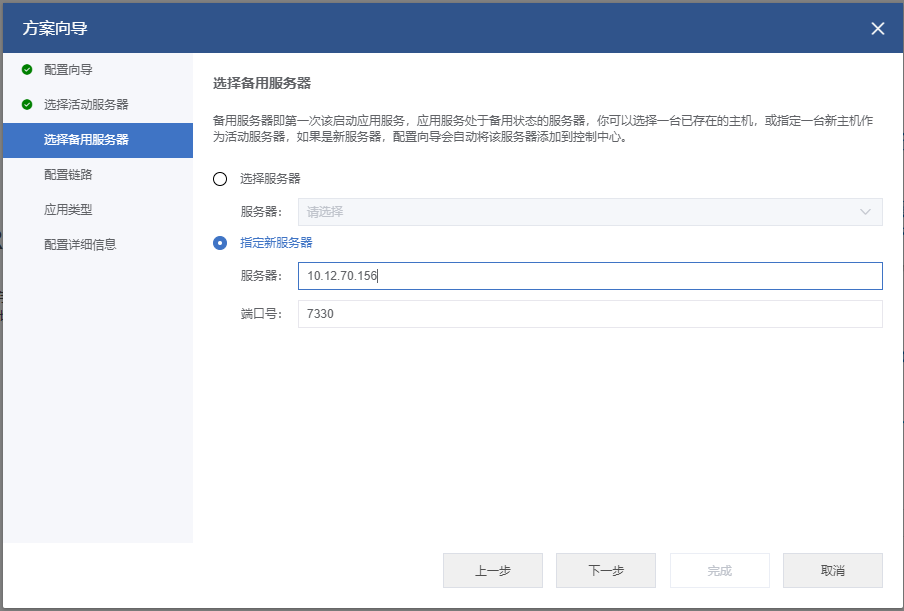 方案向导
配置向导
选择活动服务器
选择备用服务器
配置链路
应用类型
配置详细信息
选择备用服务器
备用服务器即第一次该启动应用服务，应用服务处于备用状态的服务器，你可以选择一台已存在的主机，或指定一台新主机作
为活动服务器，如果是新服务器，配置向导会自动将该服务器添加到控制中心。
选择服务器
服务器： 请选择
指定新服务器
服务器： 10.12.70.156
端口号： 7330
上一步 下一步 完成 取消